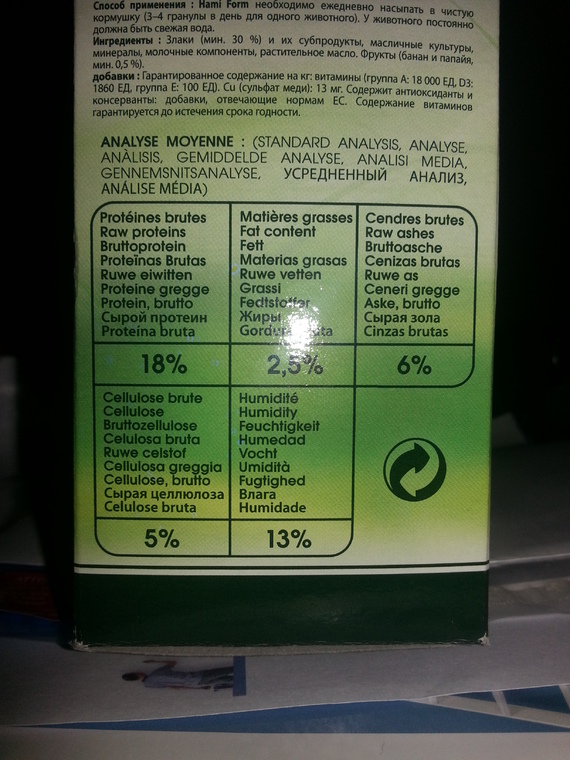 Способ применения : Hami Form необходимо ежедневно насыпать в чистую
кормушку (3–4 гранулы в день для одного животного). У животного постоянно
должна быть свежая вода.
Ингредиенты : Злаки (мин. 30 %) и их субпродукты, масличные культуры,
минералы, молочные компоненты, растительное масло. Фрукты (банан и папайя,
мин. 0,5 %).
добавки : Гарантированное содержание на кг: витамины (группа A: 18 000 ЕД, D3:
1860 ЕД, группа E: 100 ЕД). Cu (сульфат меди): 13 мг. Содержит антиоксиданты и
консерванты: добавки, отвечающие нормам ЕС. Содержание витаминов
гарантируется до истечения срока годности.
ANALYSE MOYENNE : (STANDARD ANALYSIS, ANALYSE,
ANÀLISIS, GEMIDDELDE ANALYSE, ANALISI MEDIA,
GENNEMSNITSANALYSE, УСРЕДНЕННЫЙ АНАЛИЗ,
ANÁLISE MÉDIA)
Protéines brutes
Raw proteins
Bruttoprotein
Proteïnas Brutas
Ruwe eiwitten
Proteine gregge
Protein, brutto
Сырой протеин
Proteína bruta
18%
Matières grasses
Fat content
Fett
Materias grasas
Ruwe vetten
Grassi
Fedtstoffer
Жиры
2,5%
Cendres brutes
Raw ashes
Bruttoasche
Cenizas brutas
Ruwe as
Ceneri gregge
Aske, brutto
Сырая зола
Cinzas brutas
6%
Cellulose brute
Cellulose
Bruttozellulose
Celulosa bruta
Ruwe celstof
Cellulosa greggia
Cellulose, brutto
Сырая целлюлоза
Celulose bruta
5%
Humidité
Humidity
Feuchtigkeit
Humedad
Vocht
Umidità
Fugtighed
Влага
Humidade
13%